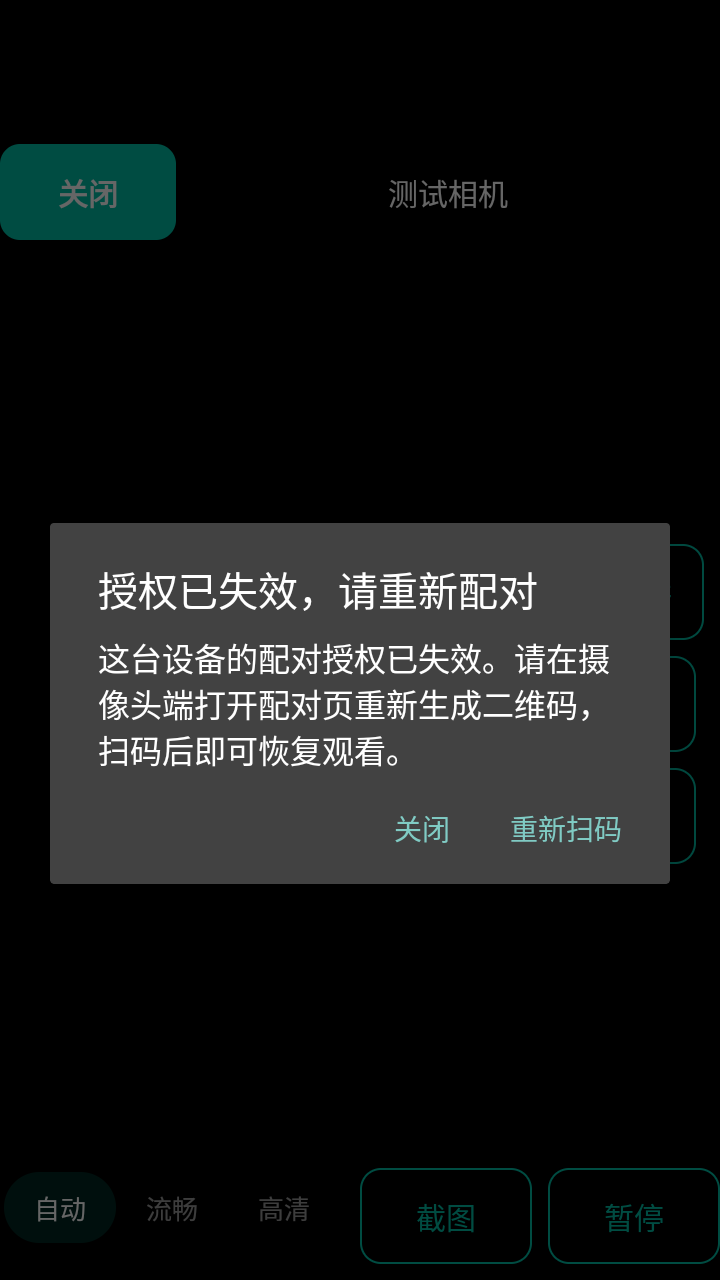 关闭
测试相机
授权已失效，请重新配对
这台设备的配对授权已失效。请在摄
像头端打开配对页重新生成二维码，
扫码后即可恢复观看。
关闭
重新扫码
自动
流畅
高清
截图
暂停